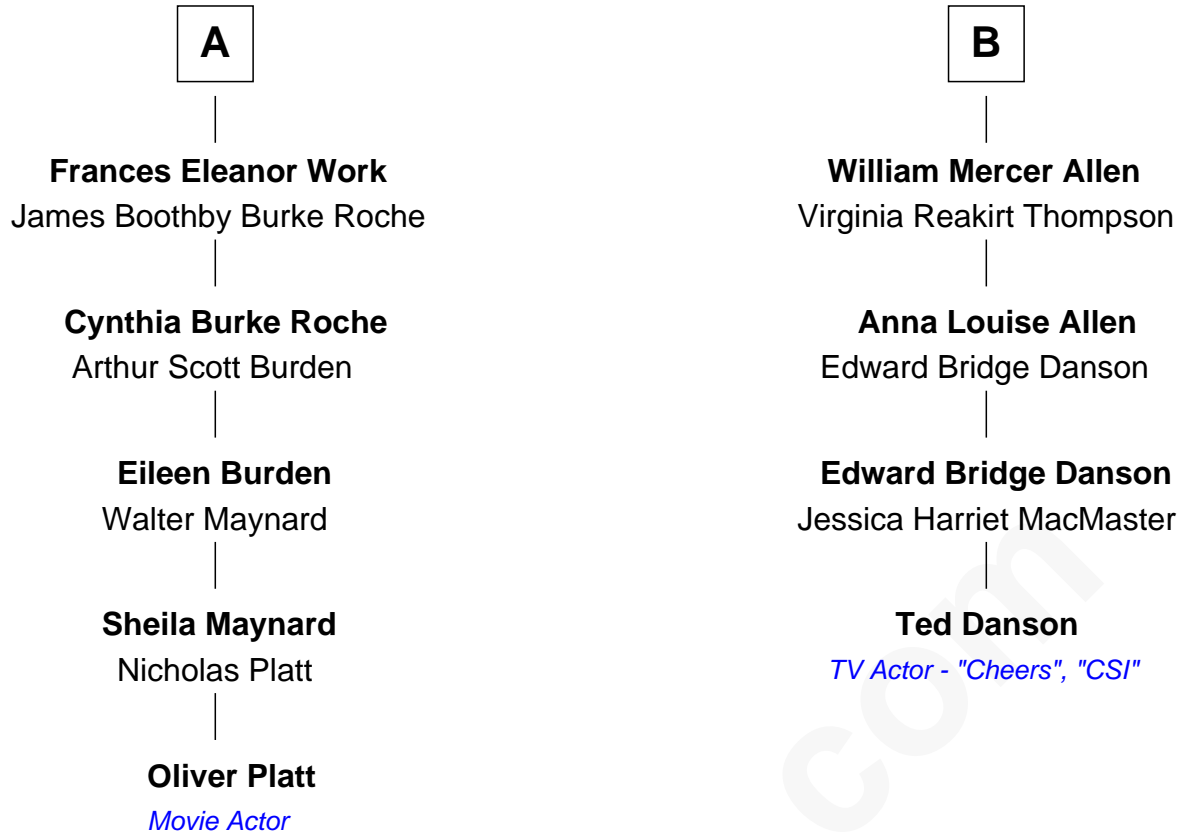 A
Frances Eleanor Work
James Boothby Burke Roche
Cynthia Burke Roche
Arthur Scott Burden
Eileen Burden
Walter Maynard
Sheila Maynard
Nicholas Platt
Oliver Platt
Movie Actor
B
William Mercer Allen
Virginia Reakirt Thompson
Anna Louise Allen
Edward Bridge Danson
Edward Bridge Danson
Jessica Harriet MacMaster
Ted Danson
TV Actor - "Cheers", "CSI"
com